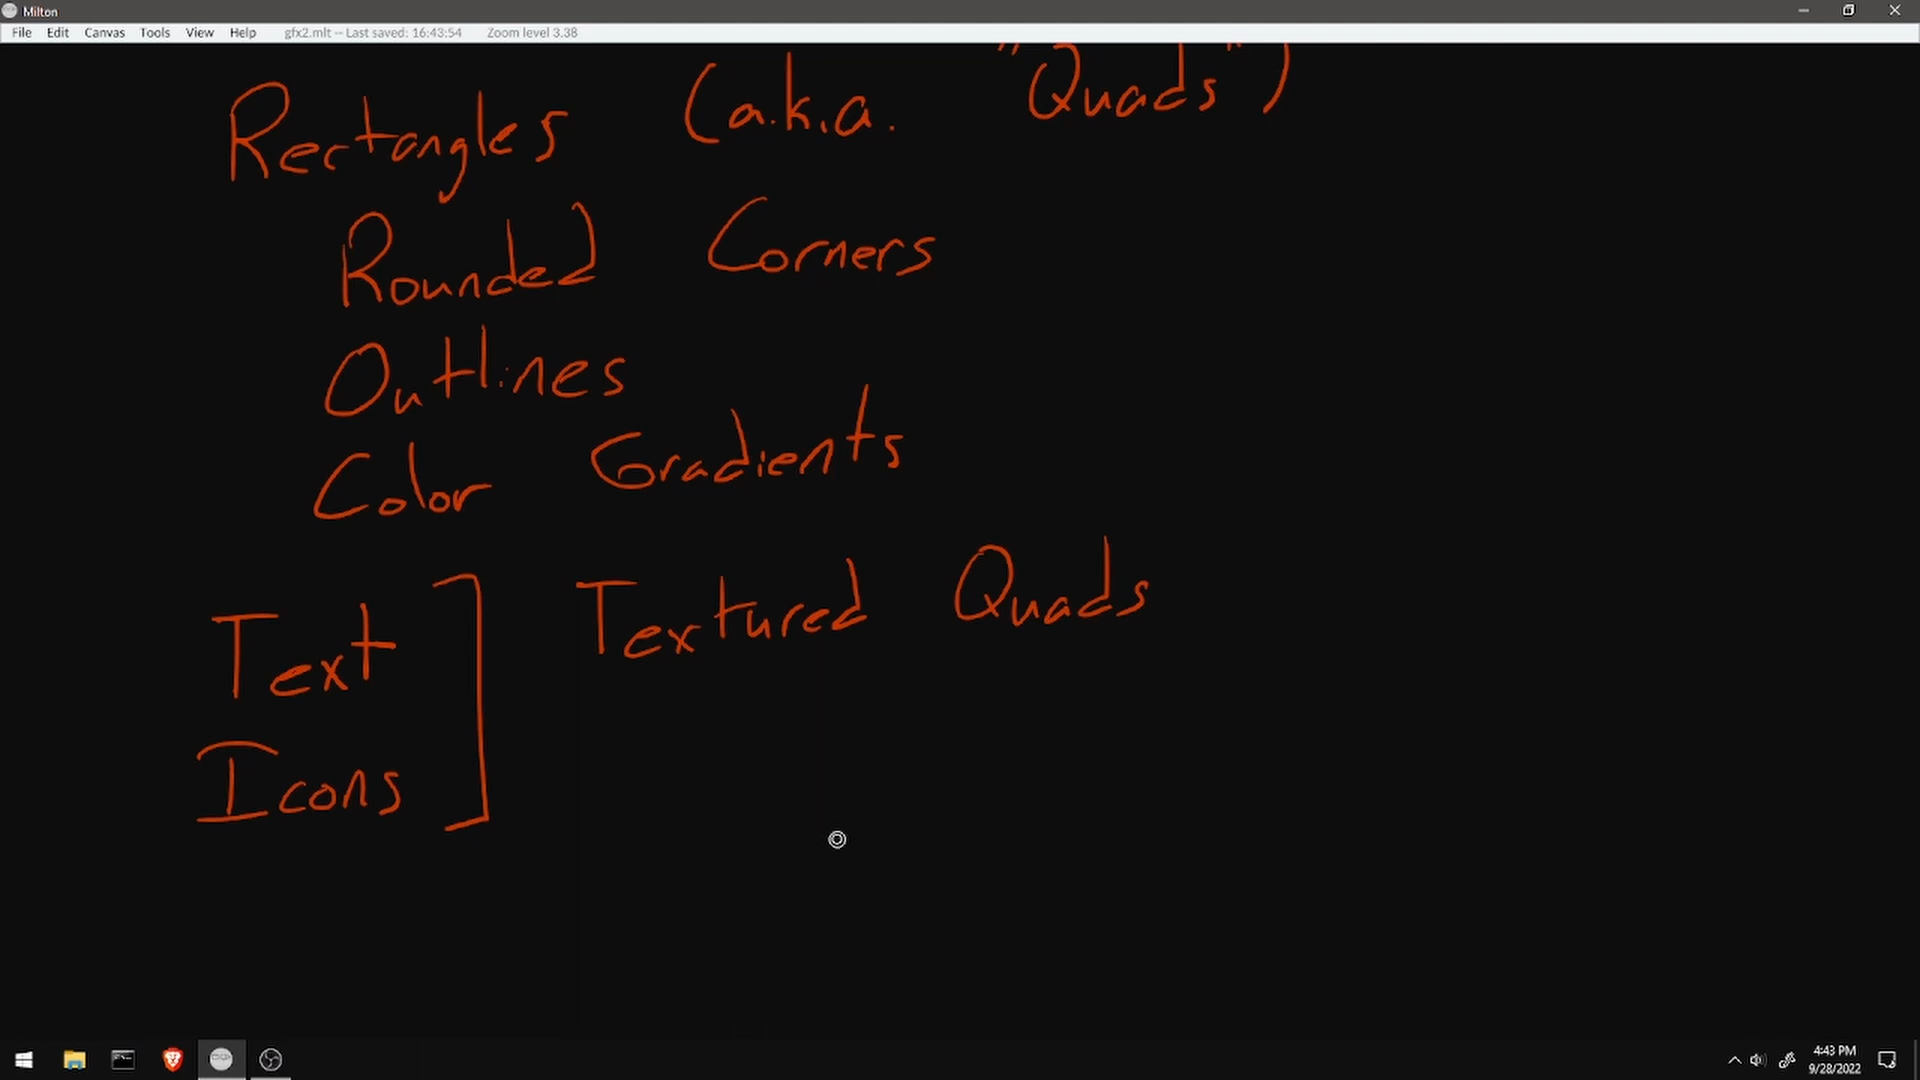 Milton
File Edit Canvas Tools View Help gfx2.mlt -- Last saved: 16:43:54 Zoom level 3.38
Rectangles (a.k.a. "Quads")
Rounded Corners
Outlines
Color Gradients
Text ] Textured Quads
Icons
4:43 PM
9/28/2022